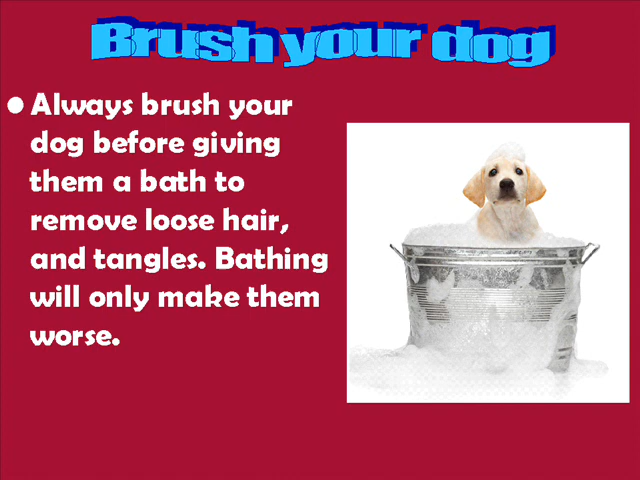 Brush your dog
• Always brush your
dog before giving
them a bath to
remove loose hair,
and tangles. Bathing
will only make them
worse.